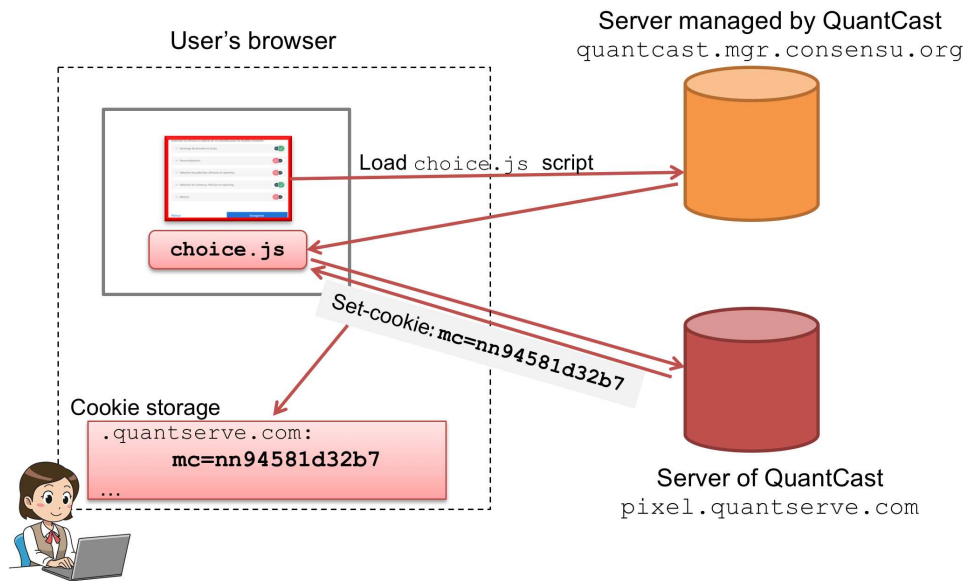 User's browser
Server managed by QuantCast
quantcast.mgr.consensu.org
Load choice.js script
choice.js
Set-cookie: mc=nn94581d32b7
Cookie storage
.quantserve.com:
mc=nn94581d32b7
...
Server of QuantCast
pixel.quantserve.com